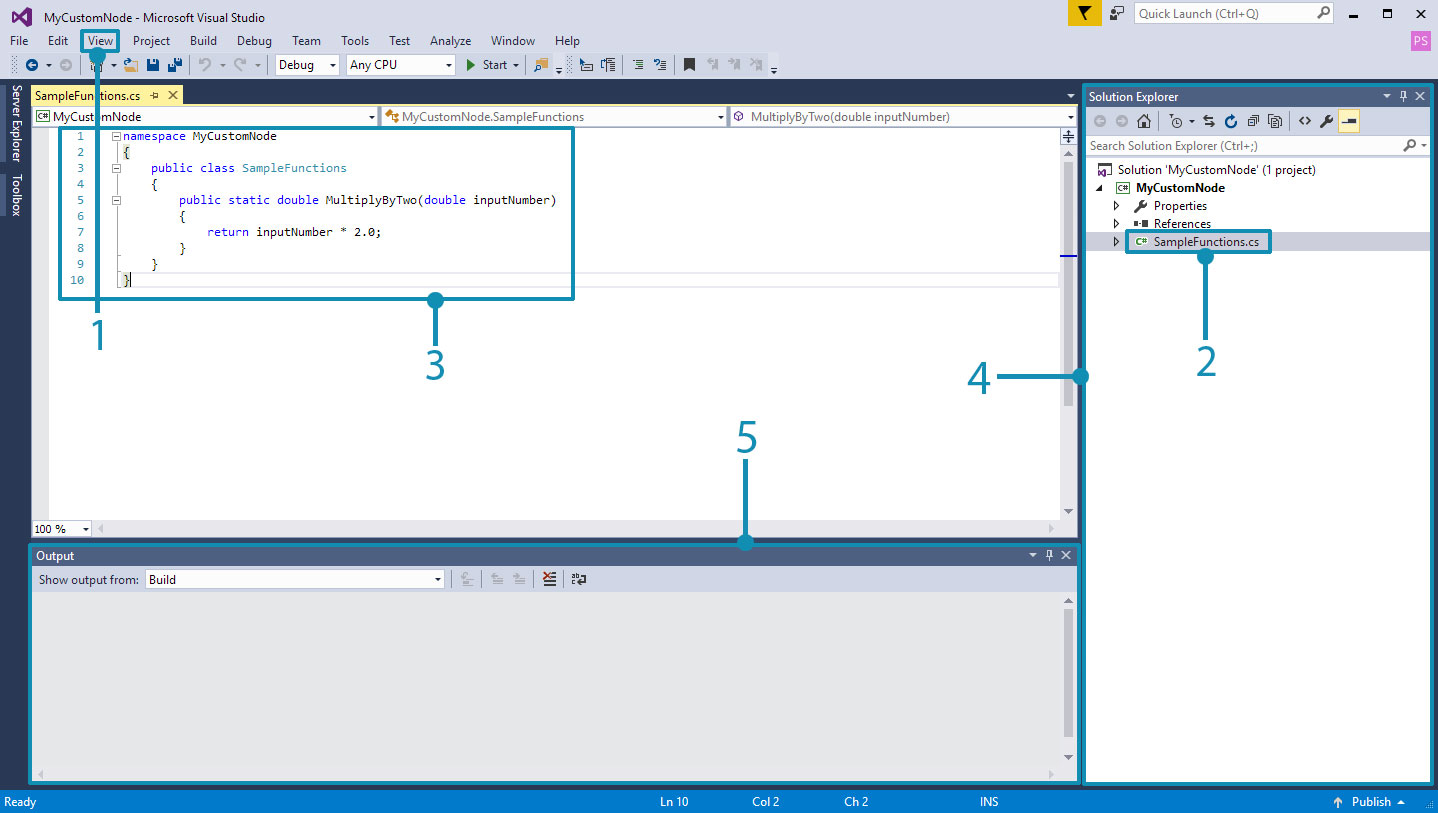 MyCustomNode - Microsoft Visual Studio
Quick Launch (Ctrl+Q)
File Edit View Project Build Debug Team Tools Test Analyze Window Help
PS
Debug Any CPU Start
Server Explorer
Toolbox
SampleFunctions.cs
MyCustomNode MyCustomNode.SampleFunctions MultiplyByTwo(double inputNumber)
1 namespace MyCustomNode
2 {
3 public class SampleFunctions
4 {
5 public static double MultiplyByTwo(double inputNumber)
6 {
7 return inputNumber * 2.0;
8 }
9 }
10 }
1
3
4
5
100 %
Solution Explorer
Search Solution Explorer (Ctrl+;)
Solution 'MyCustomNode' (1 project)
C# MyCustomNode
Properties
References
C# SampleFunctions.cs
2
Output
Show output from: Build
Ready Ln 10 Col 2 Ch 2 INS Publish